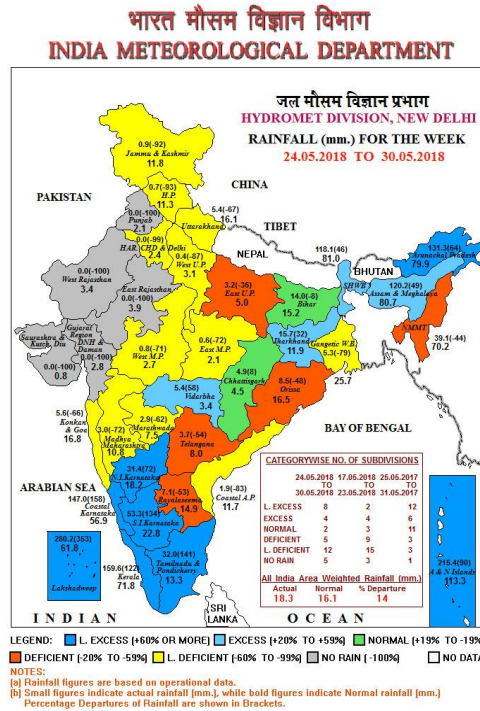 भारत मौसम विज्ञान विभाग
INDIA METEOROLOGICAL DEPARTMENT
जल मौसम विज्ञान प्रभाग
HYDROMET DIVISION, NEW DELHI
RAINFALL (mm.) FOR THE WEEK
24.05.2018 TO 30.05.2018
0.9(-92)
Jammu & Kashmir
11.8
PAKISTAN
CHINA
0.7(-93)
H.P.
11.3
0.0(-100)
Punjab
2.1
5.4(-67)
16.1
Uttarakhand
TIBET
0.0(-99)
HAR. CHD & Delhi
2.4
0.4(-87)
West U.P.
3.1
NEPAL
118.1(46)
81.0
BHUTAN
131.3(64)
Arunachal Pradesh
79.9
0.0(-100)
West Rajasthan
3.4
East Rajasthan
0.0(-100)
3.9
3.2(-36)
East U.P.
5.0
14.0(-8)
Bihar
15.2
SHWB
120.2(49)
Assam & Meghalaya
80.7
NMMT
39.1(-44)
70.2
Saurashtra & Kutch, Diu
0.0(-100)
0.8
Gujarat Region DNH & Daman
0.0(-100)
2.8
0.8(-71)
West M.P.
2.7
0.6(-72)
East M.P.
2.1
15.7(32)
Jharkhand
11.9
Gangetic W.B.
5.3(-79)
25.7
4.9(8)
Chhattisgarh
4.5
8.5(-48)
Orissa
16.5
5.4(58)
Vidarbha
3.4
5.6(-66)
Konkan & Goa
16.8
3.0(-72)
Madhya Maharashtra
10.8
2.9(-62)
Marathwada
7.5
3.7(-54)
Telangana
8.0
BAY OF BENGAL
ARABIAN SEA
31.4(72)
N.I.Karnataka
18.2
7.1(-53)
Rayalaseema
14.9
1.9(-83)
Coastal A.P.
11.7
147.0(158)
Coastal Karnataka
56.9
53.3(134)
S.I.Karnataka
22.8
280.2(353)
61.8
Lakshadweep
159.6(122)
Kerala
71.8
32.0(141)
Tamilnadu & Pondicherry
13.3
215.4(90)
A & N Islands
113.3
CATEGORYWISE NO. OF SUBDIVISIONS
24.05.2018 17.05.2018 25.05.2017
TO TO TO
30.05.2018 23.05.2018 31.05.2017
L. EXCESS 8 2 12
EXCESS 4 4 6
NORMAL 2 3 11
DEFICIENT 5 9 3
L. DEFICIENT 12 15 3
NO RAIN 5 3 1
All India Area Weighted Rainfall (mm.)
Actual Normal % Departure
18.3 16.1 14
SRI LANKA
INDIAN OCEAN
LEGEND: L. EXCESS (+60% OR MORE) EXCESS (+20% TO +59%) NORMAL (+19% TO -19%)
DEFICIENT (-20% TO -59%) L. DEFICIENT (-60% TO -99%) NO RAIN (-100%) NO DATA
NOTES:
(a) Rainfall figures are based on operational data.
(b) Small figures indicate actual rainfall (mm.), while bold figures indicate Normal rainfall (mm.)
Percentage Departures of Rainfall are shown in Brackets.